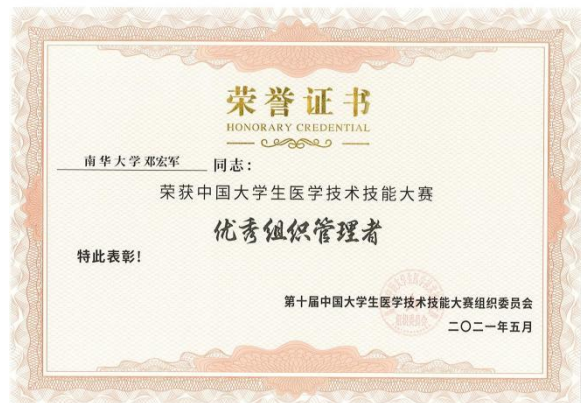 荣誉证书
HONORARY CREDENTIAL
南华大学邓宏军 同志：
荣获中国大学生医学技术技能大赛
优秀组织管理者
特此表彰！
第十届中国大学生医学技术技能大赛组织委员会
二〇二一年五月